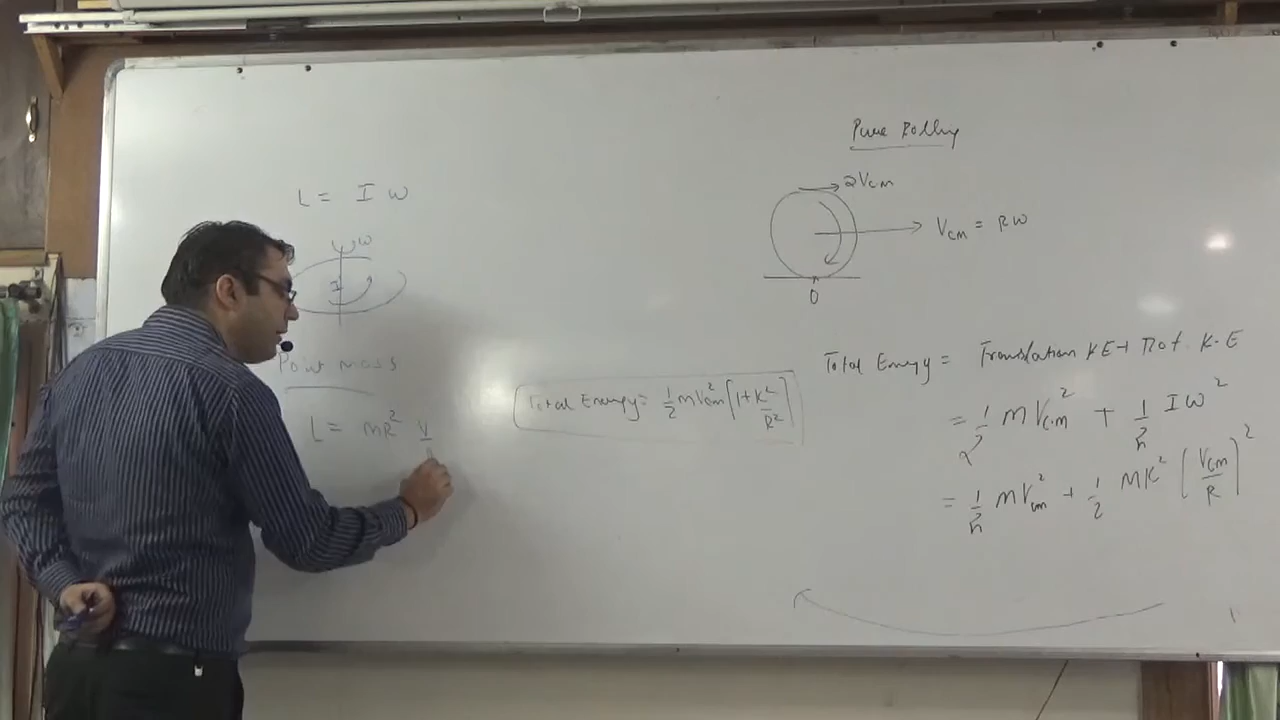 L = I ω
ω
I
Point mass
L = MR² V/
Total Energy = 1/2 mVcm² [1+K²/R²]
Pure Rolling
2Vcm
Vcm = Rω
O
Total Energy = Translation KE + Rot. K.E
= 1/2 M Vcm² + 1/2 I ω²
= 1/2 M Vcm² + 1/2 MK² [Vcm/R]²